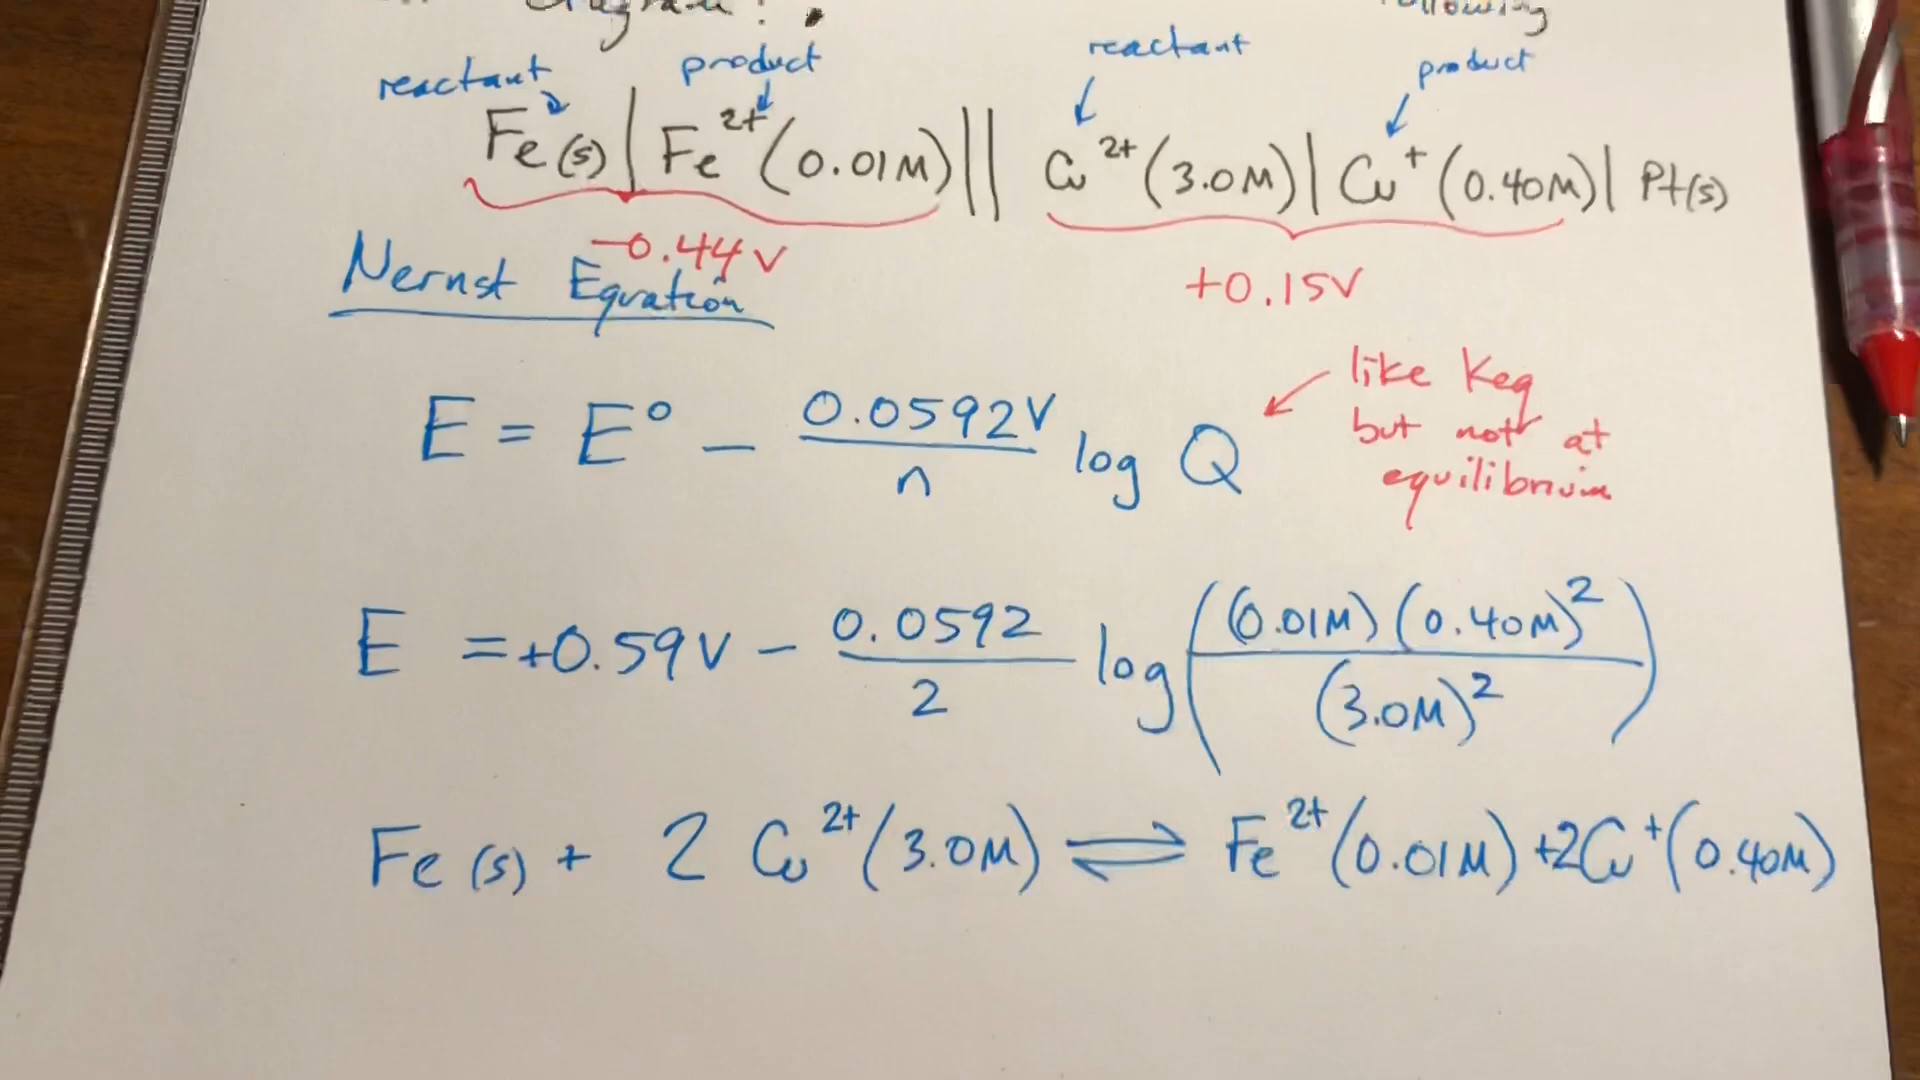 diagram? . following
reactant product reactant product
Fe(s) | Fe²⁺ (0.01M) || Cu²⁺ (3.0M) | Cu⁺ (0.40M) | Pt(s)
-0.44V +0.15V
Nernst Equation
E = E° - 0.0592V / n log Q
like Keq
but not at
equilibrium
E = +0.59V - 0.0592 / 2 log ( (0.01M) (0.40M)² / (3.0M)² )
Fe(s) + 2 Cu²⁺ (3.0M) ⇌ Fe²⁺ (0.01M) + 2Cu⁺ (0.40M)